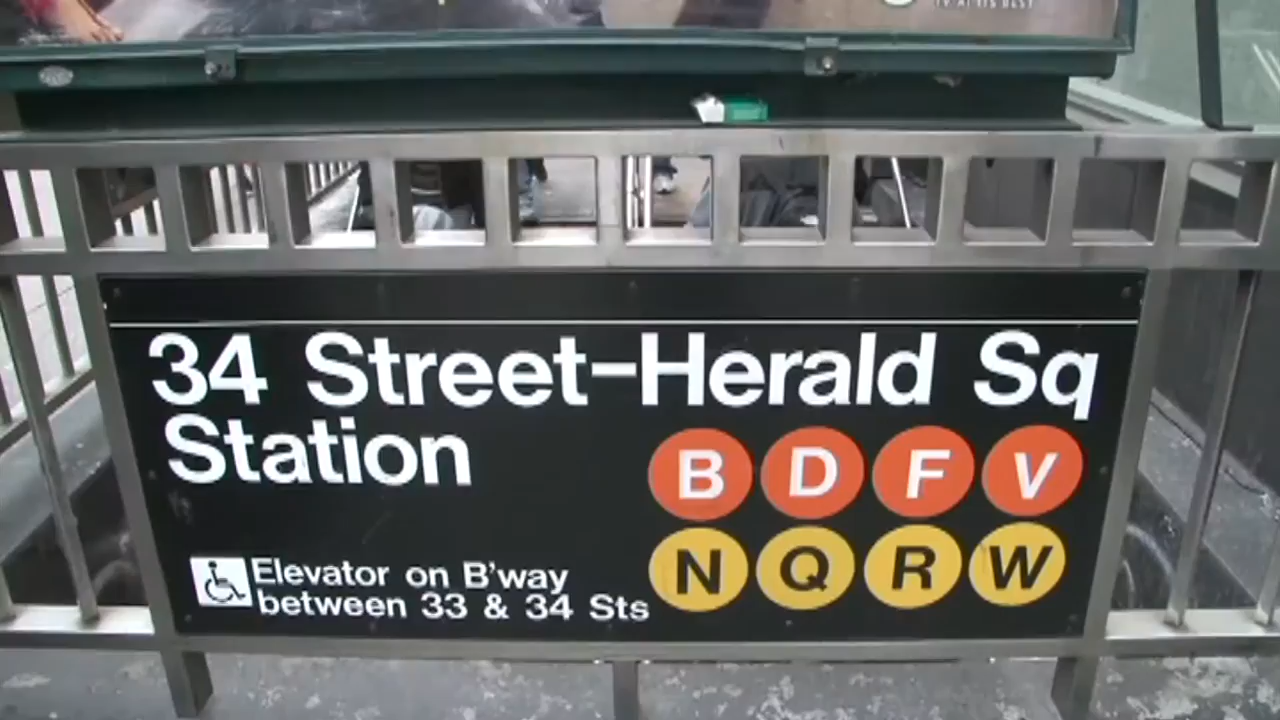 34 Street-Herald Sq
Station
B D F V
N Q R W
Elevator on B'way
between 33 & 34 Sts